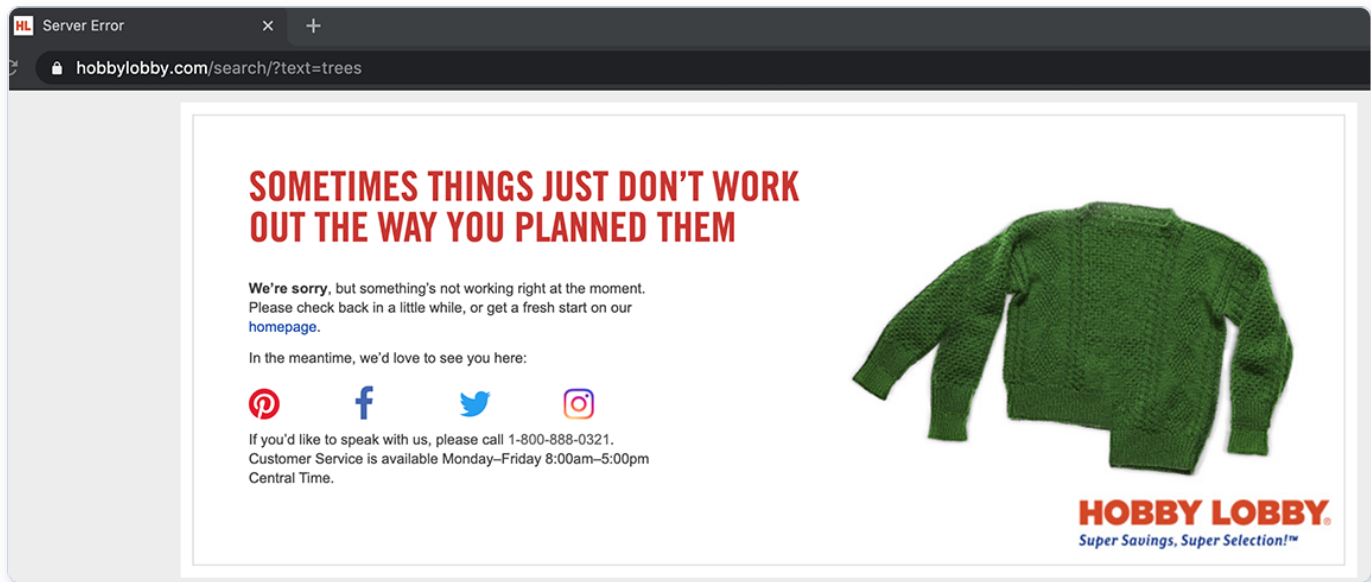 HL Server Error
hobbylobby.com/search/?text=trees
SOMETIMES THINGS JUST DON’T WORK
OUT THE WAY YOU PLANNED THEM
We’re sorry, but something’s not working right at the moment.
Please check back in a little while, or get a fresh start on our
homepage.
In the meantime, we’d love to see you here:
If you’d like to speak with us, please call 1-800-888-0321.
Customer Service is available Monday–Friday 8:00am–5:00pm
Central Time.
HOBBY LOBBY®
Super Savings, Super Selection!™